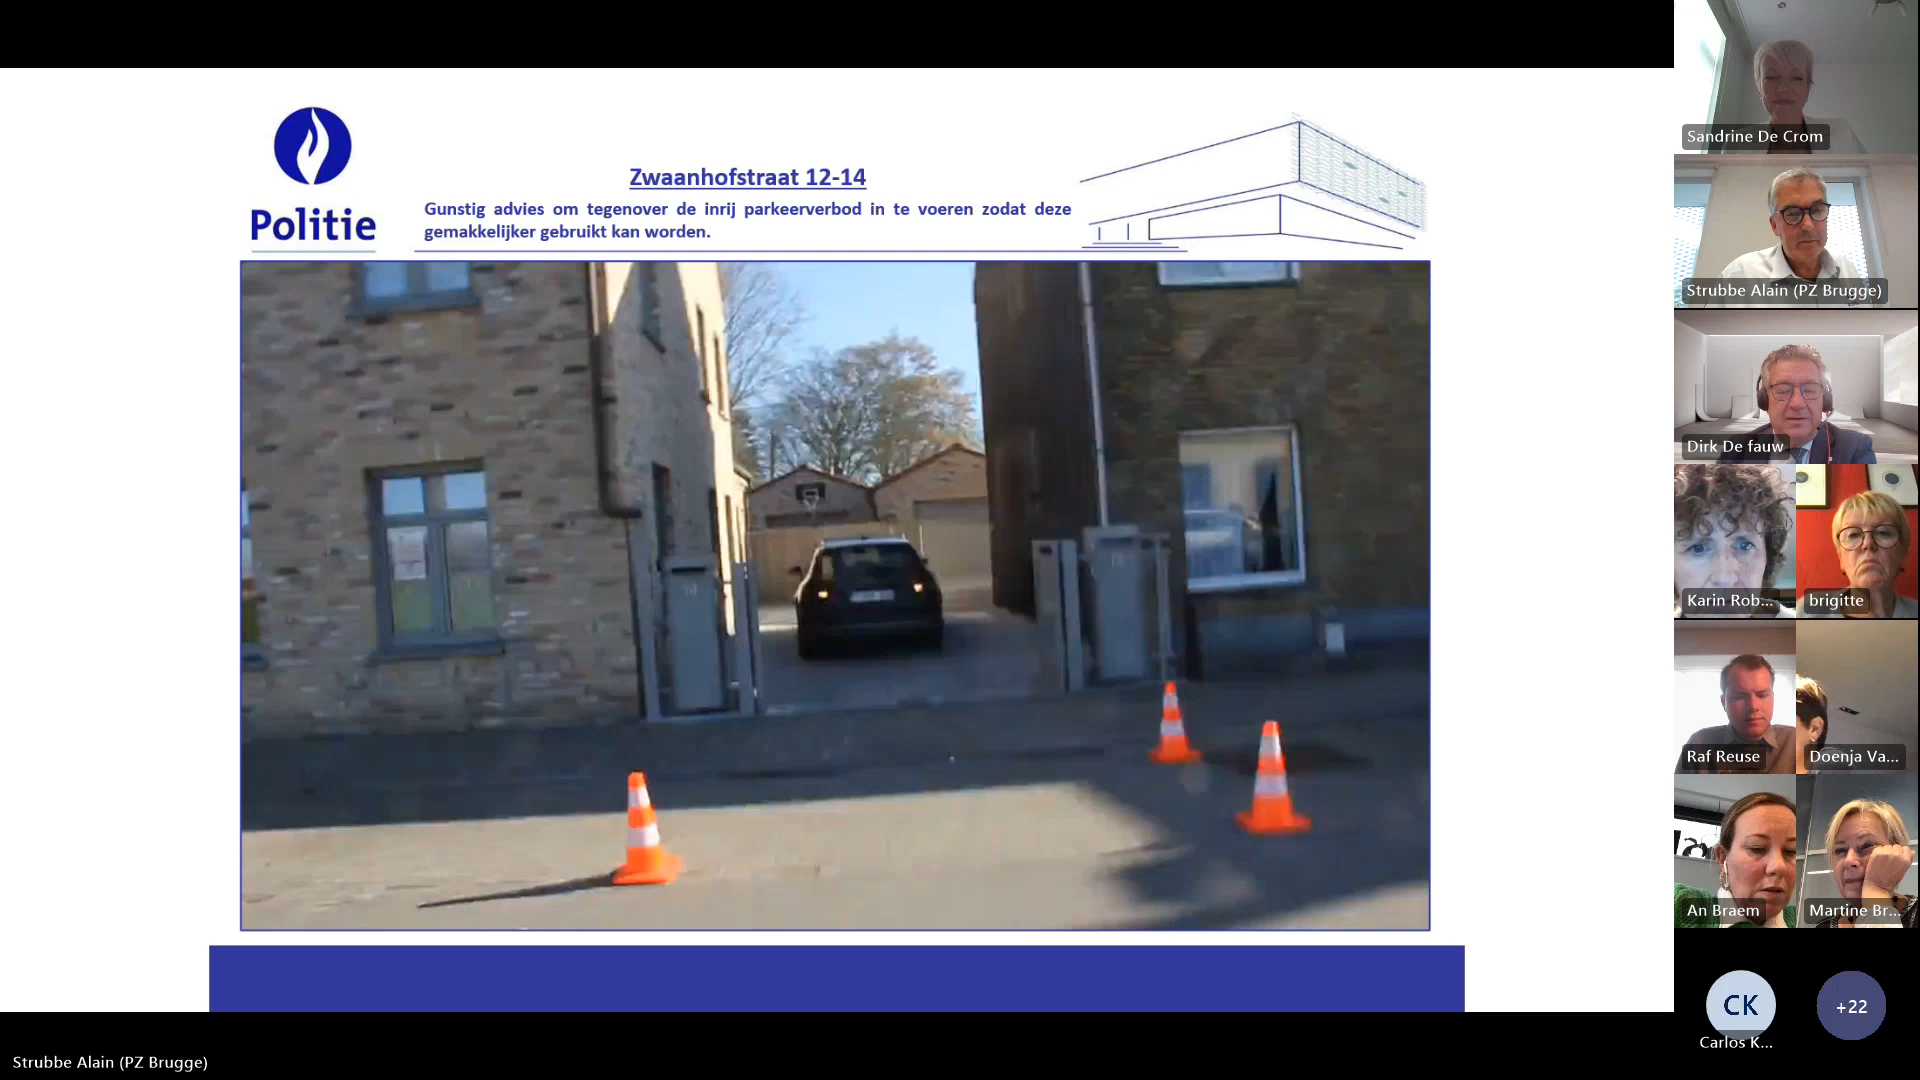 Politie
Zwaanhofstraat 12-14
Gunstig advies om tegenover de inrij parkeerverbod in te voeren zodat deze
gemakkelijker gebruikt kan worden.
Sandrine De Crom
Strubbe Alain (PZ Brugge)
Dirk De fauw
Karin Rob...
brigitte
Raf Reuse
Doenja Va...
An Braem
Martine Br...
CK
+22
Carlos K...
Strubbe Alain (PZ Brugge)